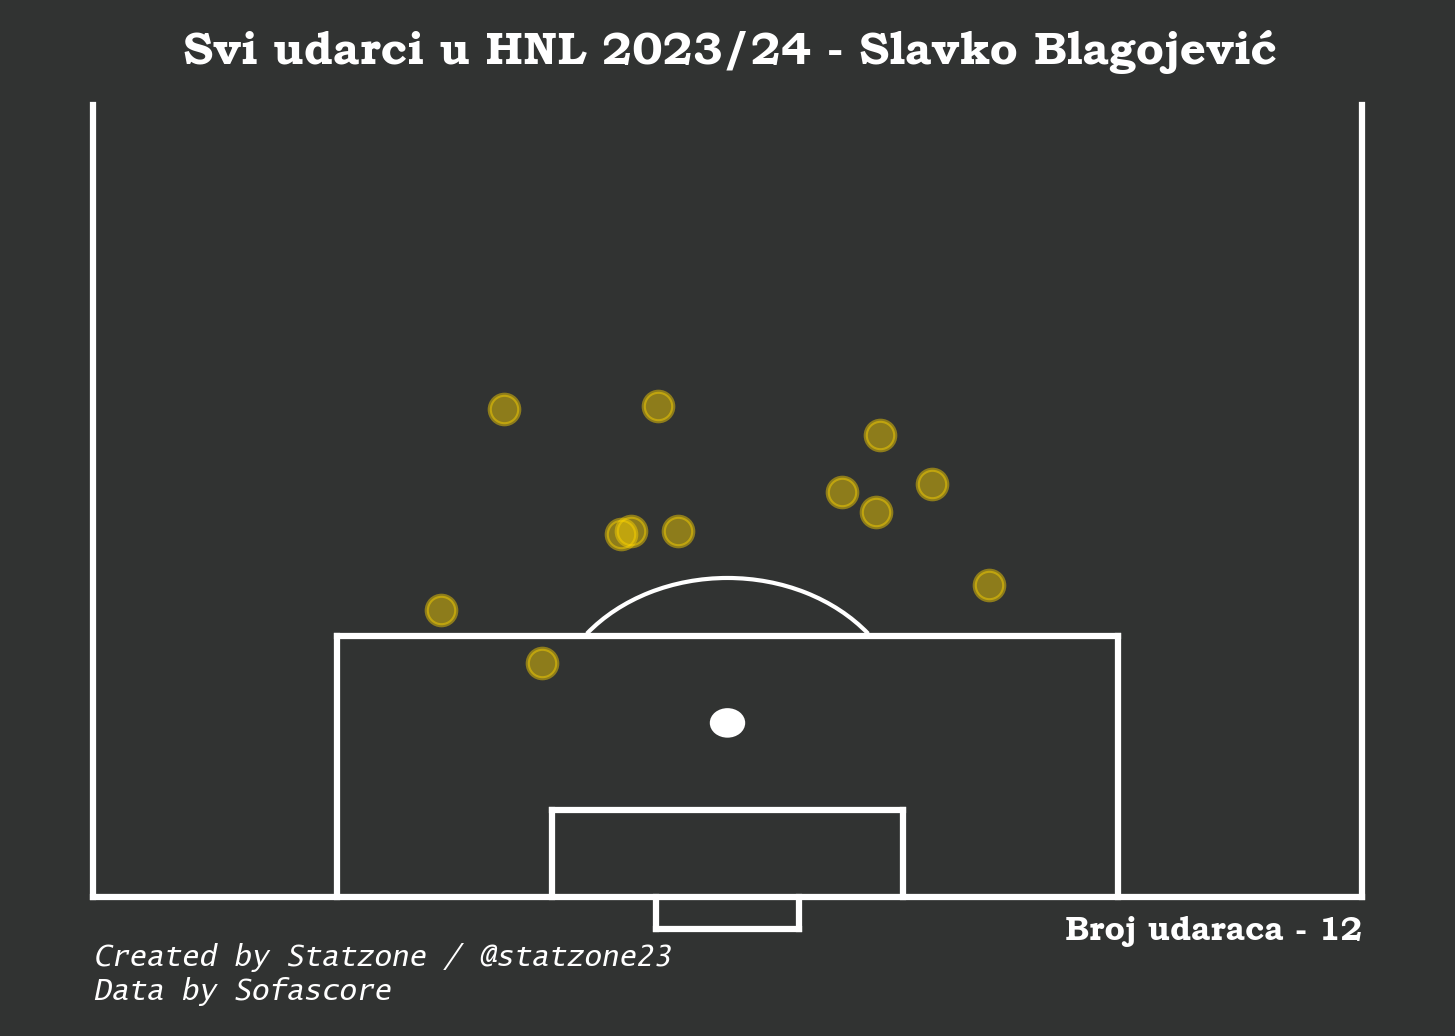 Svi udarci u HNL 2023/24 - Slavko Blagojević
Broj udaraca - 12
Created by Statzone / @statzone23
Data by Sofascore